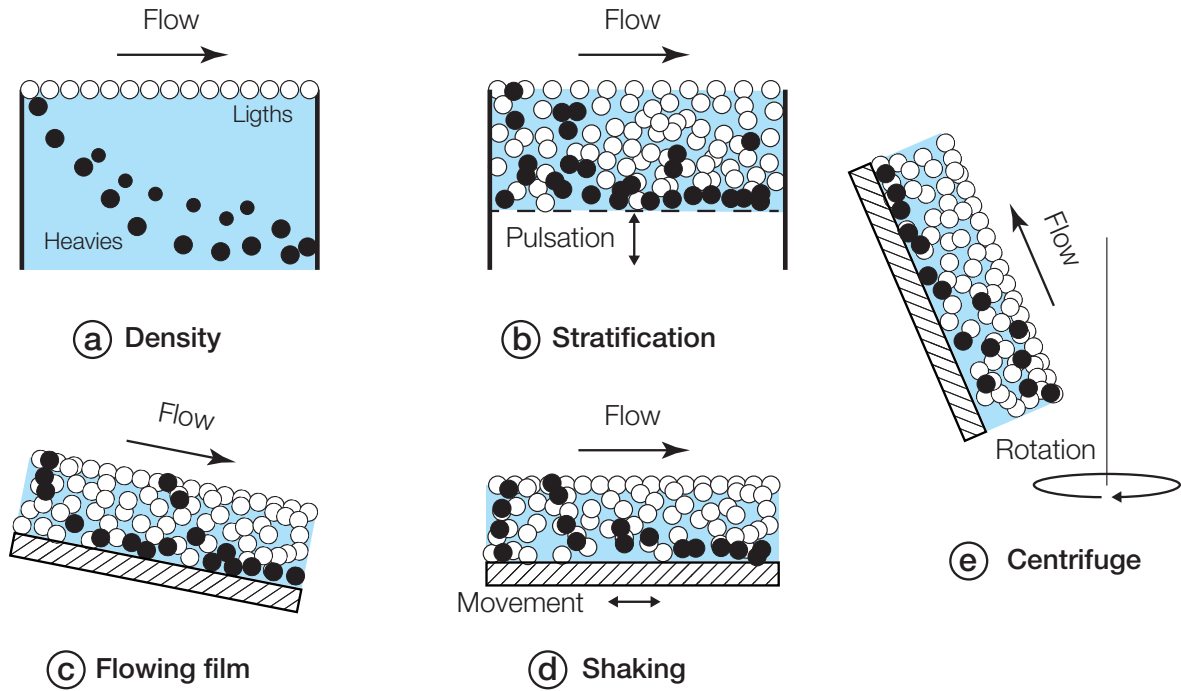 Flow
Ligths
Heavies
a Density
Flow
Pulsation
b Stratification
Flow
c Flowing film
Flow
Movement
d Shaking
Flow
Rotation
e Centrifuge